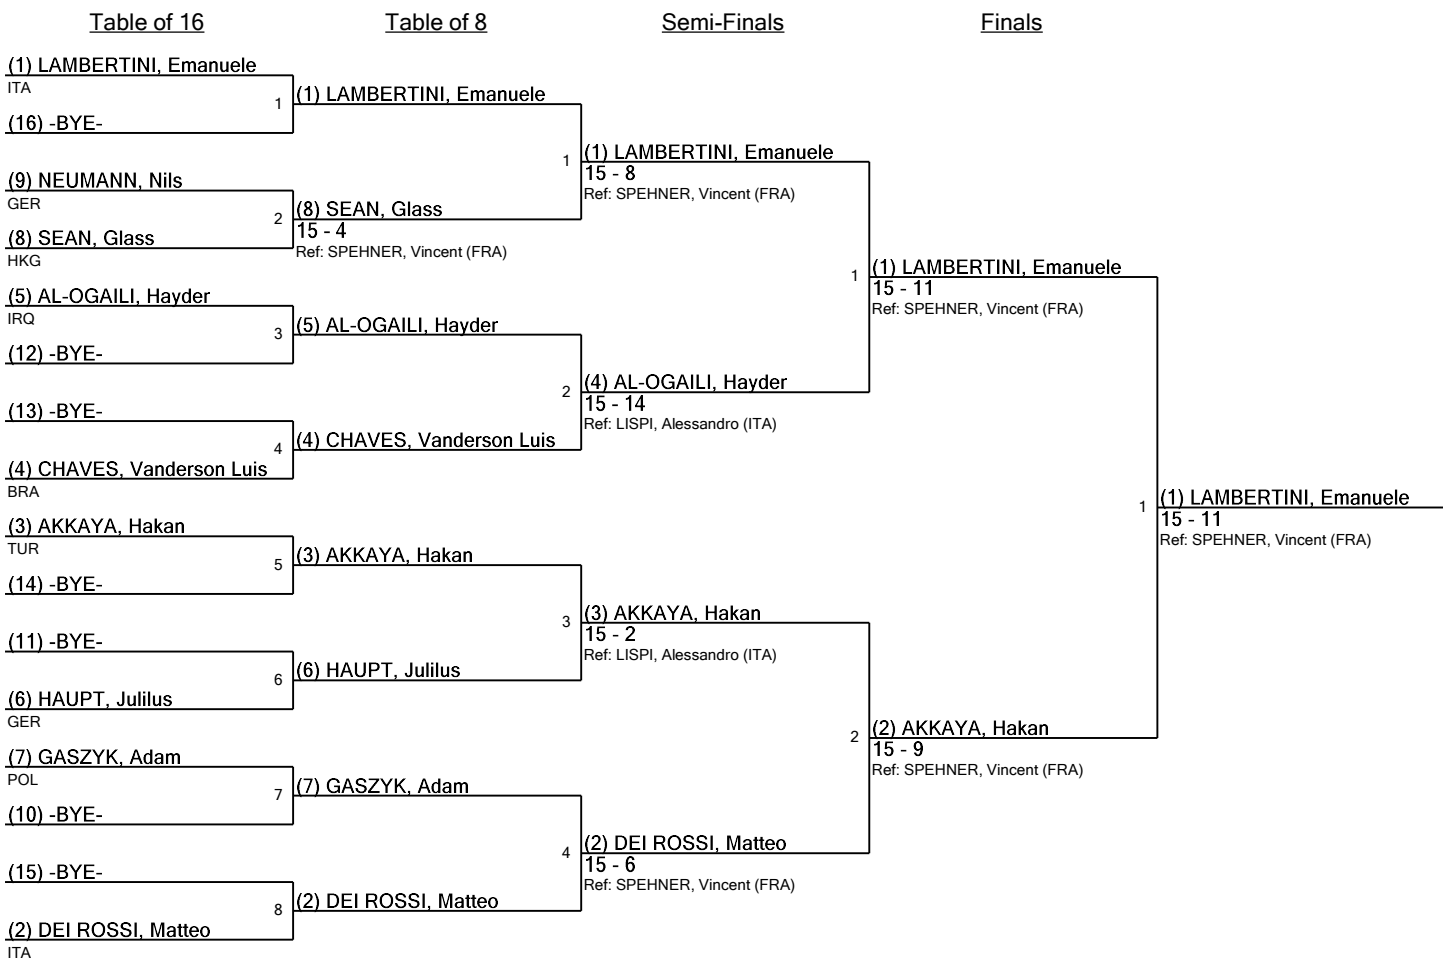 Table of 16
Table of 8
Semi-Finals
Finals
(1) LAMBERTINI, Emanuele
ITA
1
(16) -BYE-
(9) NEUMANN, Nils
GER
2
(8) SEAN, Glass
HKG
(5) AL-OGAILI, Hayder
IRQ
3
(12) -BYE-
(13) -BYE-
4
(4) CHAVES, Vanderson Luis
BRA
(3) AKKAYA, Hakan
TUR
5
(14) -BYE-
(11) -BYE-
6
(6) HAUPT, Julilus
GER
(7) GASZYK, Adam
POL
7
(10) -BYE-
(15) -BYE-
8
(2) DEI ROSSI, Matteo
ITA
(1) LAMBERTINI, Emanuele
1
(8) SEAN, Glass
15 - 4
Ref: SPEHNER, Vincent (FRA)
(5) AL-OGAILI, Hayder
2
(4) CHAVES, Vanderson Luis
(3) AKKAYA, Hakan
3
(6) HAUPT, Julilus
(7) GASZYK, Adam
4
(2) DEI ROSSI, Matteo
(1) LAMBERTINI, Emanuele
15 - 8
Ref: SPEHNER, Vincent (FRA)
1
(4) AL-OGAILI, Hayder
15 - 14
Ref: LISPI, Alessandro (ITA)
(3) AKKAYA, Hakan
15 - 2
Ref: LISPI, Alessandro (ITA)
2
(2) DEI ROSSI, Matteo
15 - 6
Ref: SPEHNER, Vincent (FRA)
(1) LAMBERTINI, Emanuele
15 - 11
Ref: SPEHNER, Vincent (FRA)
1
(2) AKKAYA, Hakan
15 - 9
Ref: SPEHNER, Vincent (FRA)
(1) LAMBERTINI, Emanuele
15 - 11
Ref: SPEHNER, Vincent (FRA)